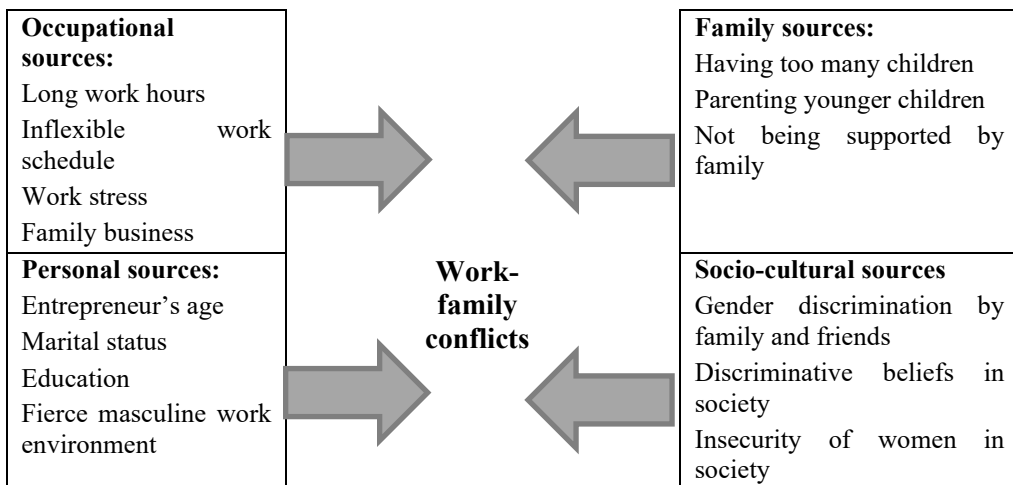 Occupational
sources:
Long work hours
Inflexible work
schedule
Work stress
Family business
Personal sources:
Entrepreneur’s age
Marital status
Education
Fierce masculine work
environment
Work-
family
conflicts
Family sources:
Having too many children
Parenting younger children
Not being supported by
family
Socio-cultural sources
Gender discrimination by
family and friends
Discriminative beliefs in
society
Insecurity of women in
society